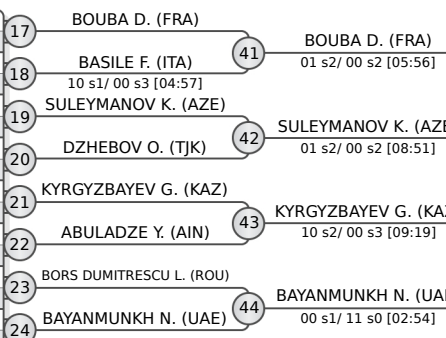 BOUBA D. (FRA)
17
41
BOUBA D. (FRA)
01 s2/ 00 s2 [05:56]
BASILE F. (ITA)
18
10 s1/ 00 s3 [04:57]
SULEYMANOV K. (AZE)
19
42
SULEYMANOV K. (AZE
01 s2/ 00 s2 [08:51]
DZHEBOV O. (TJK)
20
KYRGYZBAYEV G. (KAZ)
21
43
KYRGYZBAYEV G. (KAZ
10 s2/ 00 s3 [09:19]
ABULADZE Y. (AIN)
22
BORS DUMITRESCU L. (ROU)
23
44
BAYANMUNKH N. (UAE
00 s1/ 11 s0 [02:54]
BAYANMUNKH N. (UAE)
24